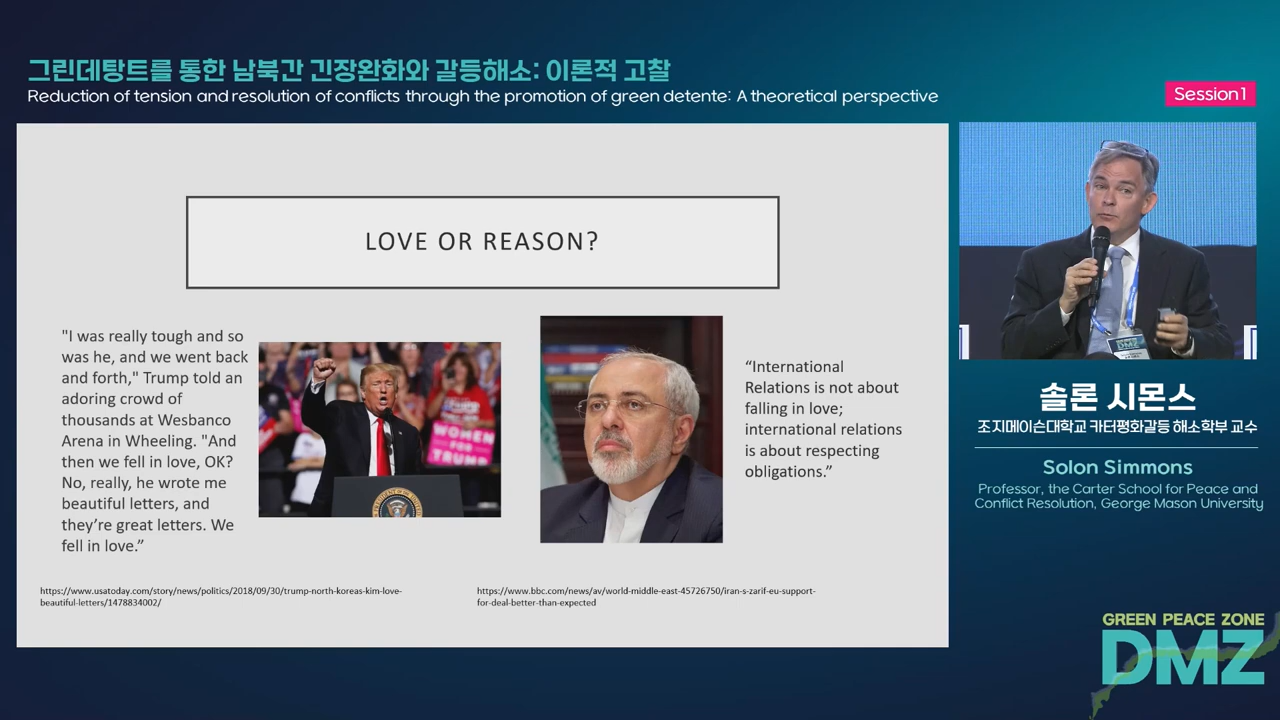 그린데탕트를 통한 남북간 긴장완화와 갈등해소: 이론적 고찰
Reduction of tension and resolution of conflicts through the promotion of green detente: A theoretical perspective
Session1
LOVE OR REASON?
"I was really tough and so
was he, and we went back
and forth," Trump told an
adoring crowd of
thousands at Wesbanco
Arena in Wheeling. "And
then we fell in love, OK?
No, really, he wrote me
beautiful letters, and
they’re great letters. We
fell in love.”
WOMEN
FOR
TRUMP
“International
Relations is not about
falling in love;
international relations
is about respecting
obligations.”
https://www.usatoday.com/story/news/politics/2018/09/30/trump-north-koreas-kim-love-
beautiful-letters/1478834002/
https://www.bbc.com/news/av/world-middle-east-45726750/iran-s-zarif-eu-support-
for-deal-better-than-expected
DMZ
솔론 시몬스
조지메이슨대학교 카터평화갈등 해소학부 교수
Solon Simmons
Professor, the Carter School for Peace and
Conflict Resolution, George Mason University
GREEN PEACE ZONE
DMZ